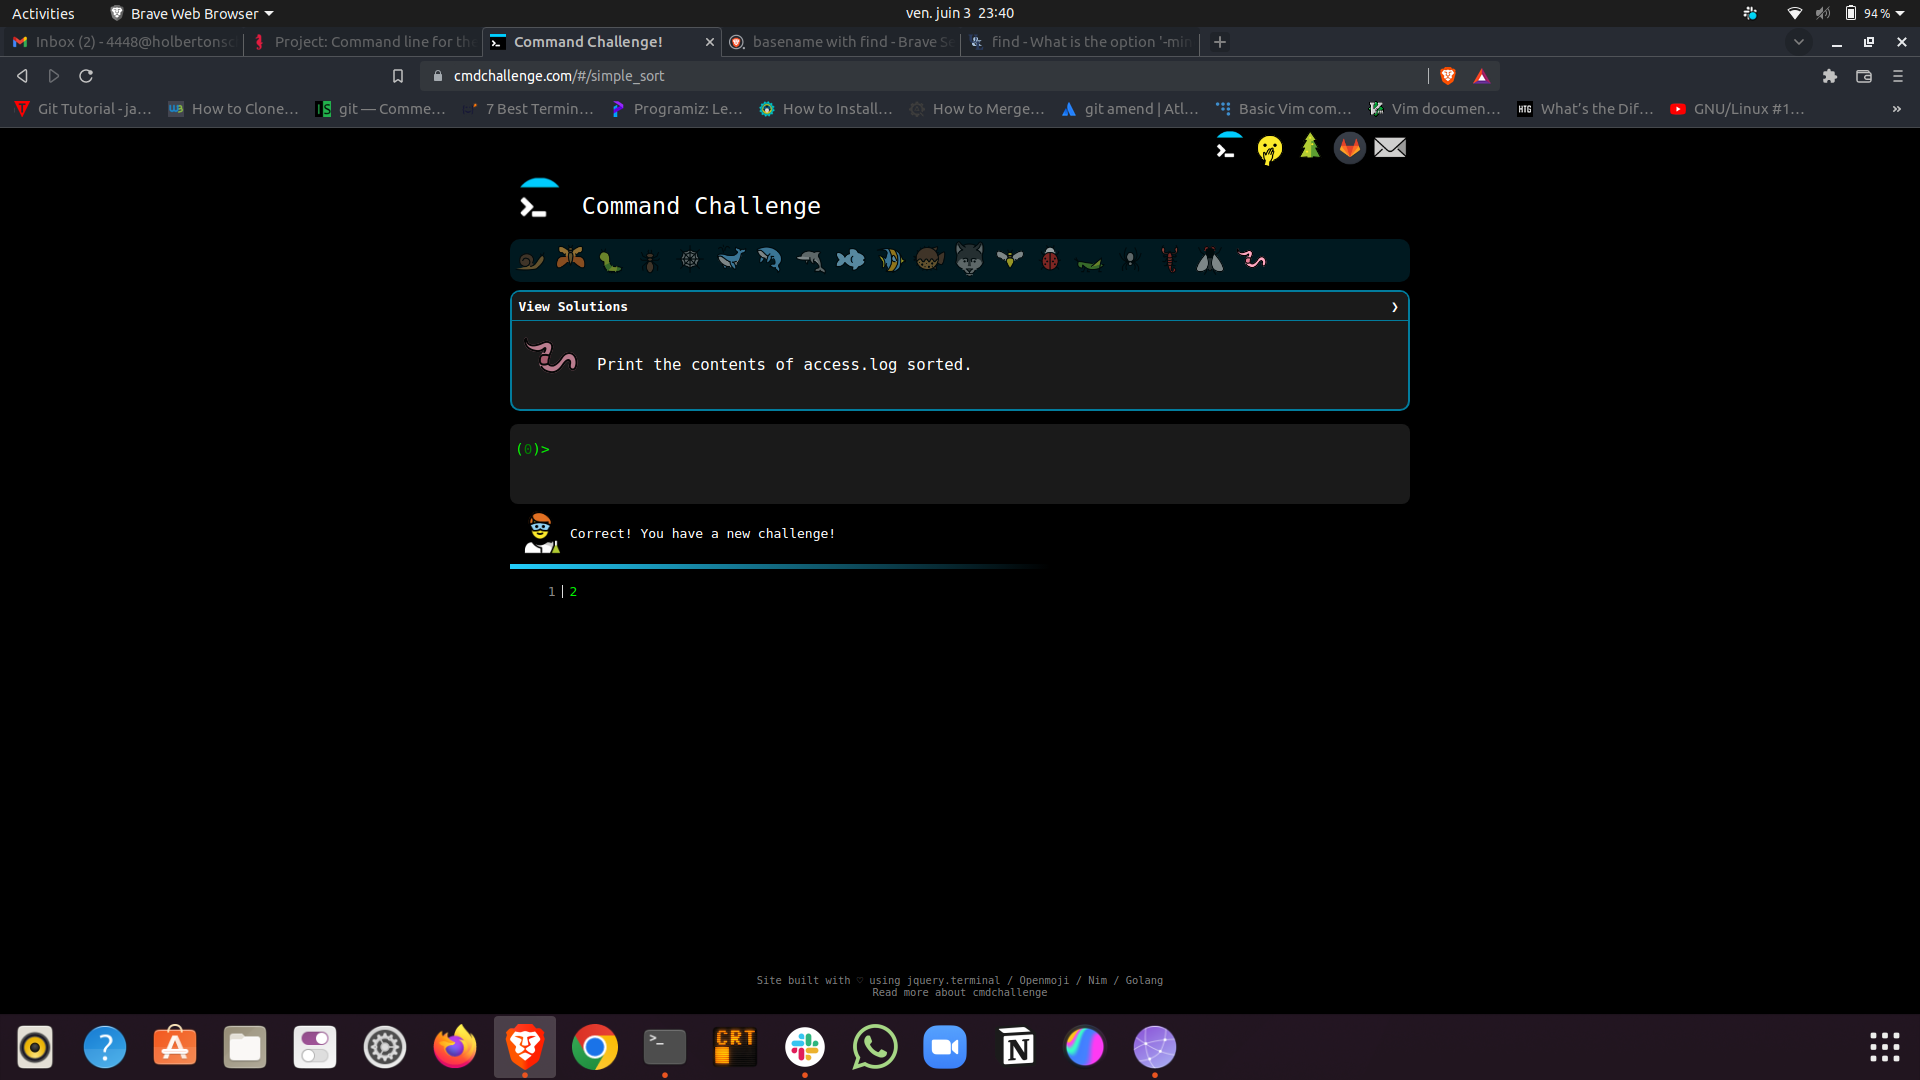 Activities
Brave Web Browser
ven. juin 3 23:40
94 %
Inbox (2) - 4448@holbertonsc
Project: Command line for the
Command Challenge!
basename with find - Brave Se
find - What is the option '-min
cmdchallenge.com/#/simple_sort
Git Tutorial - ja...
How to Clone...
git — Comme...
7 Best Termin...
Programiz: Le...
How to Install...
How to Merge...
git amend | Atl...
Basic Vim com...
Vim documen...
HTG
What's the Dif...
GNU/Linux #1...
»
Command Challenge
View Solutions
Print the contents of access.log sorted.
(0)>
Correct! You have a new challenge!
1 | 2
Site built with ♡ using jquery.terminal / Openmoji / Nim / Golang
Read more about cmdchallenge
CRT